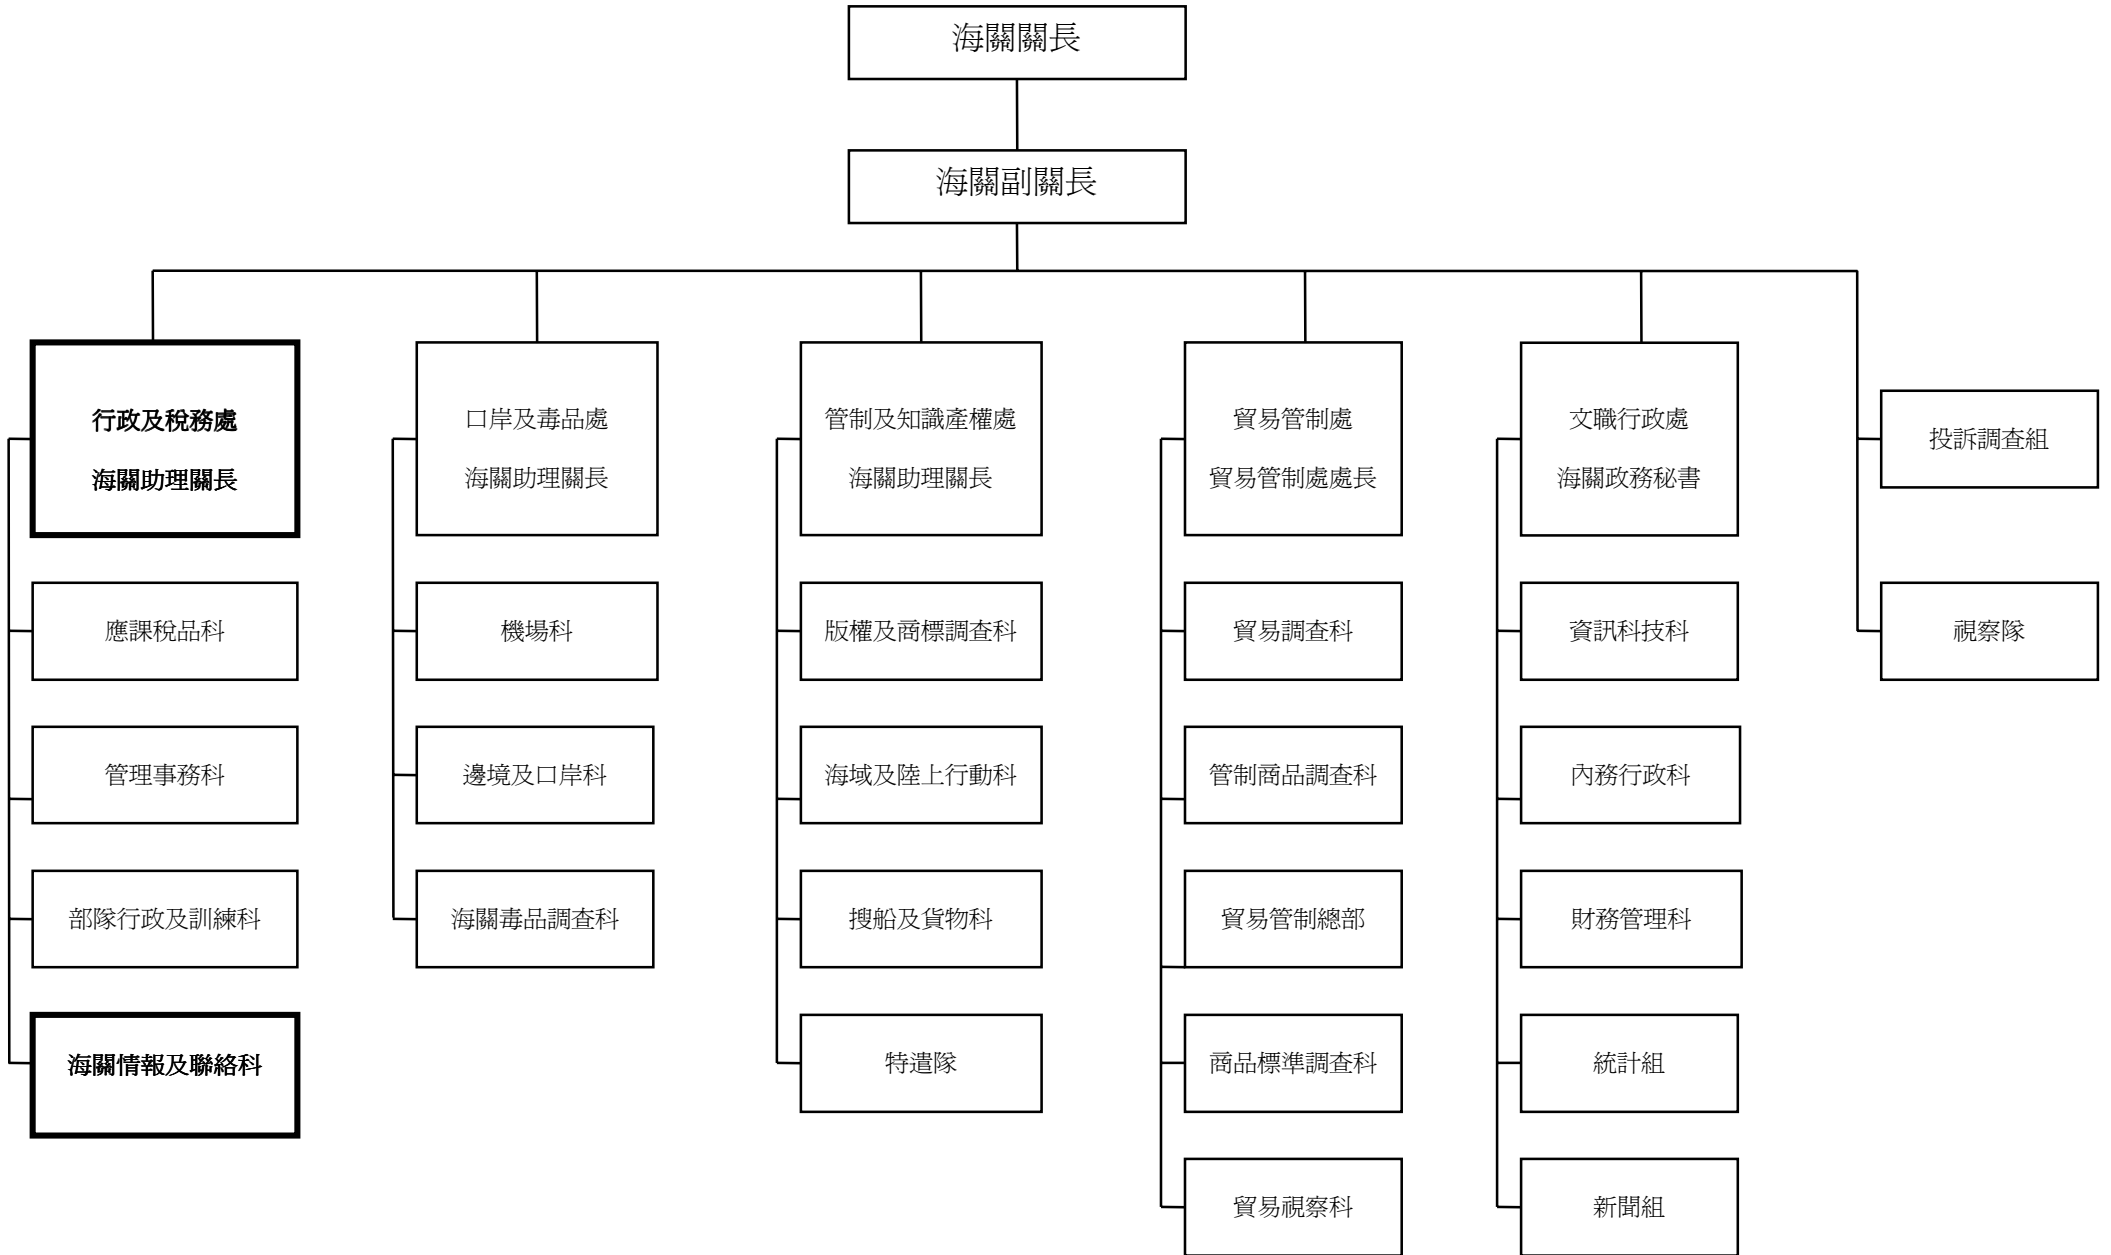 海關關長
海關副關長
行政及稅務處
海關助理關長
應課稅品科
管理事務科
部隊行政及訓練科
海關情報及聯絡科
口岸及毒品處
海關助理關長
機場科
邊境及口岸科
海關毒品調查科
管制及知識產權處
海關助理關長
版權及商標調查科
海域及陸上行動科
搜船及貨物科
特遣隊
貿易管制處
貿易管制處處長
貿易調查科
管制商品調查科
貿易管制總部
商品標準調查科
貿易視察科
文職行政處
海關政務秘書
資訊科技科
內務行政科
財務管理科
統計組
新聞組
投訴調查組
視察隊